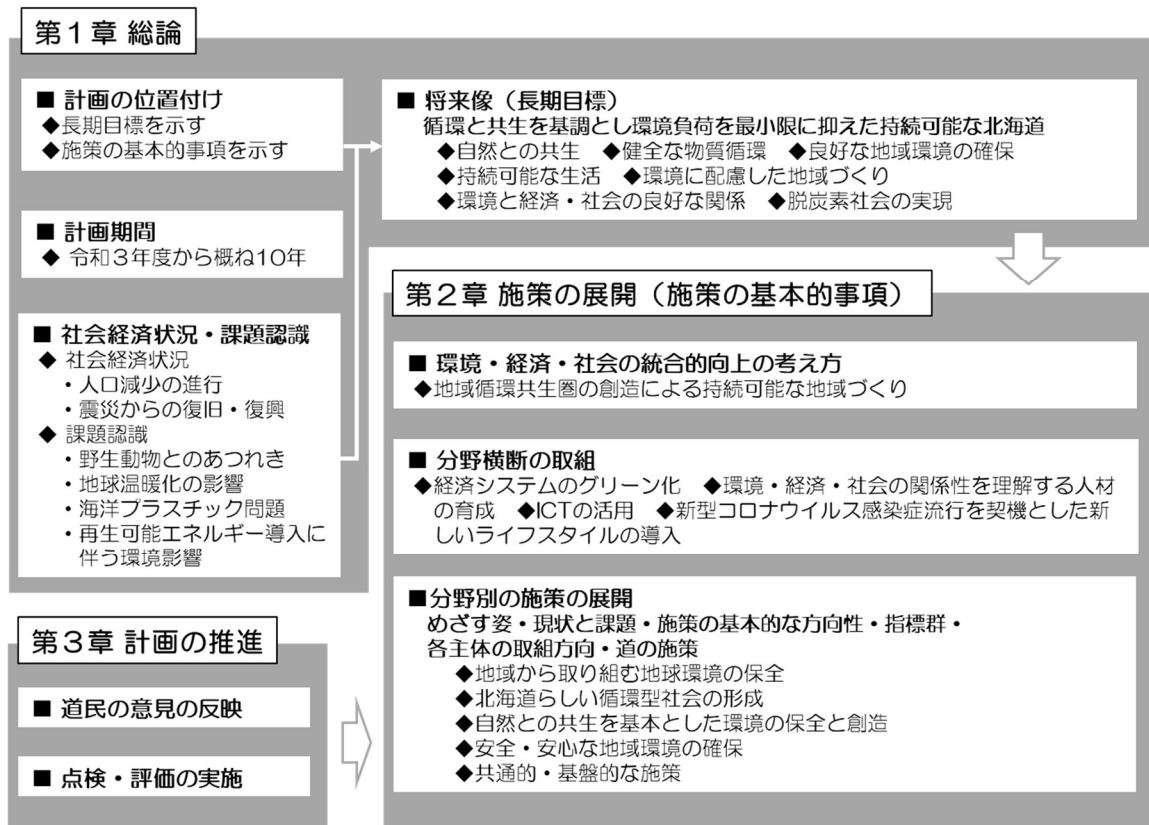 第1章 総論
■ 計画の位置付け
◆長期目標を示す
◆施策の基本的事項を示す
■ 計画期間
◆ 令和3年度から概ね10年
■ 社会経済状況・課題認識
◆ 社会経済状況
・人口減少の進行
・震災からの復旧・復興
◆ 課題認識
・野生動物とのあつれき
・地球温暖化の影響
・海洋プラスチック問題
・再生可能エネルギー導入に
伴う環境影響
■ 将来像（長期目標）
循環と共生を基調とし環境負荷を最小限に抑えた持続可能な北海道
◆自然との共生 ◆健全な物質循環 ◆良好な地域環境の確保
◆持続可能な生活 ◆環境に配慮した地域づくり
◆環境と経済・社会の良好な関係 ◆脱炭素社会の実現
第2章 施策の展開（施策の基本的事項）
■ 環境・経済・社会の統合的向上の考え方
◆地域循環共生圏の創造による持続可能な地域づくり
■ 分野横断の取組
◆経済システムのグリーン化 ◆環境・経済・社会の関係性を理解する人材
の育成 ◆ICTの活用 ◆新型コロナウイルス感染症流行を契機とした新
しいライフスタイルの導入
■分野別の施策の展開
めざす姿・現状と課題・施策の基本的な方向性・指標群・
各主体の取組方向・道の施策
◆地域から取り組む地球環境の保全
◆北海道らしい循環型社会の形成
◆自然との共生を基本とした環境の保全と創造
◆安全・安心な地域環境の確保
◆共通的・基盤的な施策
第3章 計画の推進
■ 道民の意見の反映
■ 点検・評価の実施